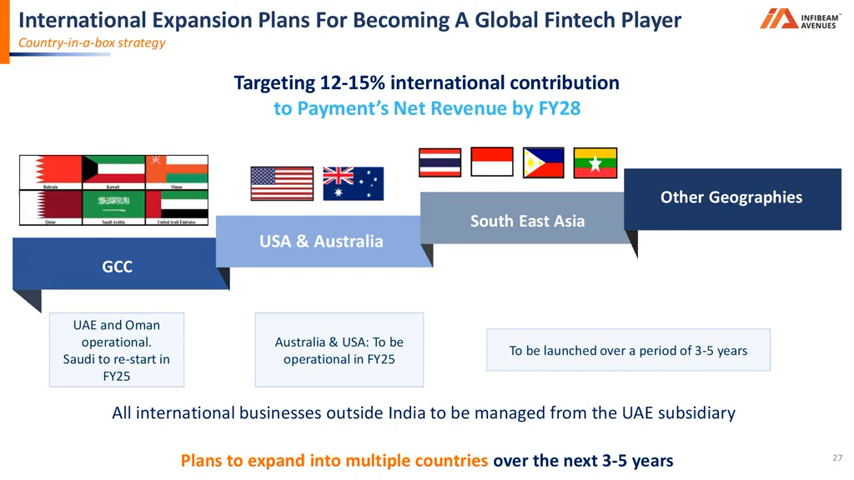 International Expansion Plans For Becoming A Global Fintech Player
Country-in-a-box strategy
INFIBEAM
AVENUES
Targeting 12-15% international contribution
to Payment's Net Revenue by FY28
Bahrain
Kuwait
Oman
Qatar
Saudi Arabia
United Arab Emirates
GCC
USA & Australia
South East Asia
Other Geographies
UAE and Oman
operational.
Saudi to re-start in
FY25
Australia & USA: To be
operational in FY25
To be launched over a period of 3-5 years
All international businesses outside India to be managed from the UAE subsidiary
Plans to expand into multiple countries over the next 3-5 years
27